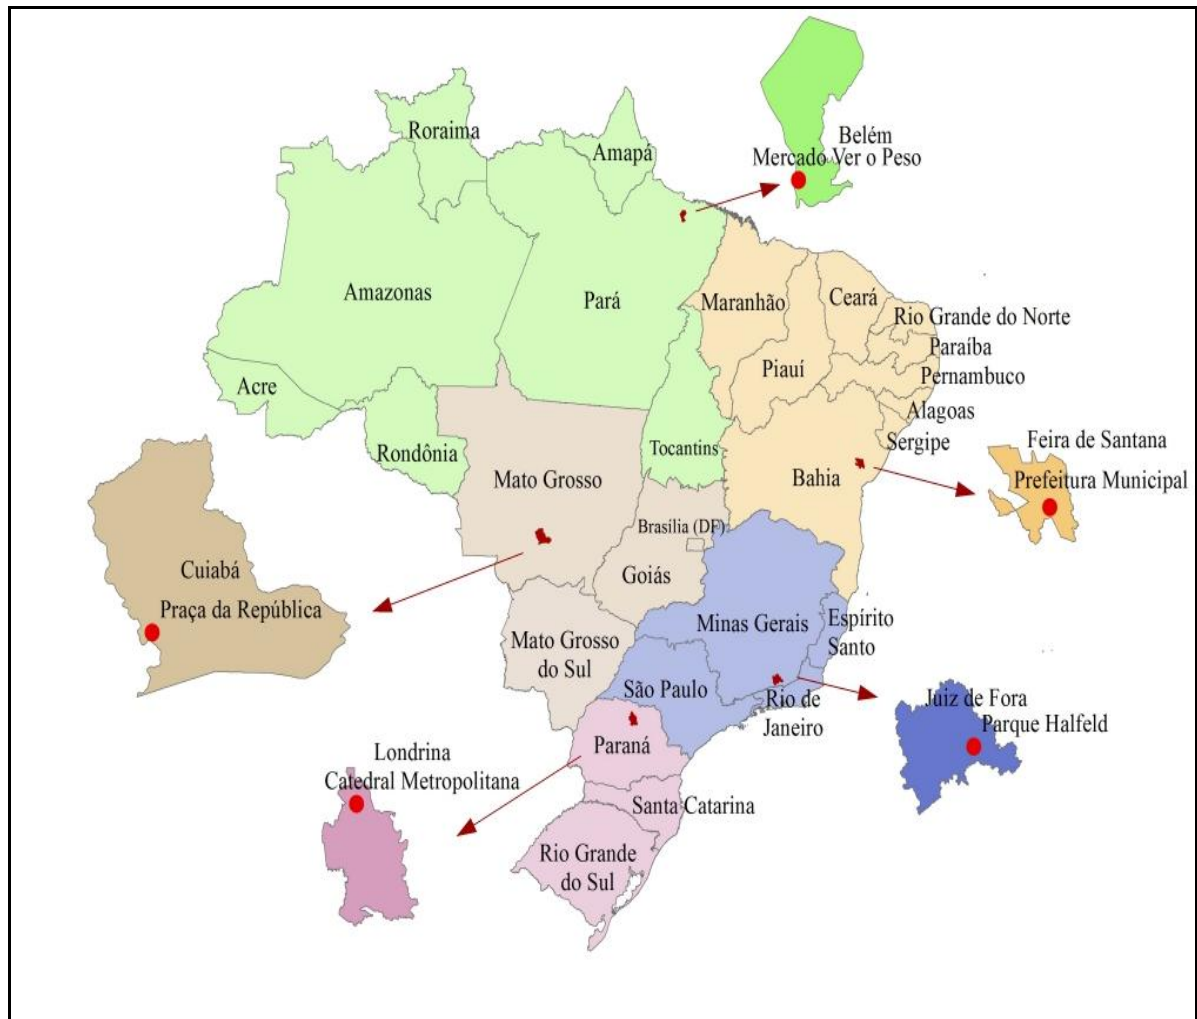 Roraima
Amapá
Belém
Mercado Ver o Peso
Amazonas
Pará
Maranhão
Ceará
Rio Grande do Norte
Paraíba
Piauí
Pernambuco
Acre
Alagoas
Sergipe
Rondônia
Tocantins
Mato Grosso
Bahia
Feira de Santana
Prefeitura Municipal
Brasilia (DF)
Goiás
Cuiabá
Praça da República
Minas Gerais
Espírito
Santo
Mato Grosso
do Sul
São Paulo
Rio de
Janeiro
Juiz de Fora
Parque Halfeld
Paraná
Londrina
Catedral Metropolitana
Santa Catarina
Rio Grande
do Sul